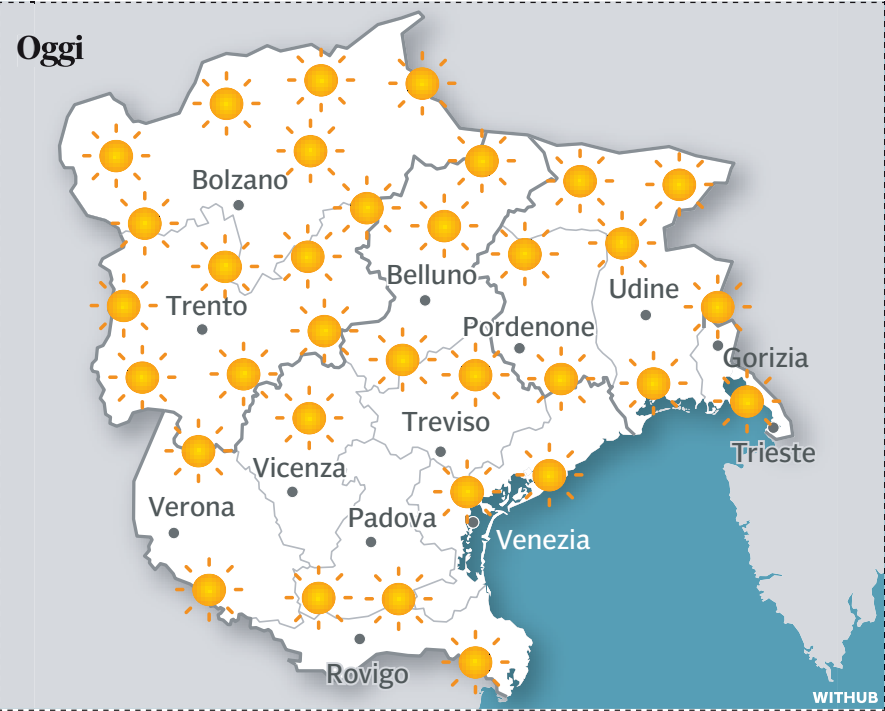 Oggi
Bolzano
Belluno
Udine
Trento
Pordenone
Gorizia
Treviso
Trieste
Vicenza
Verona
Padova
Venezia
Rovigo
WITHUB